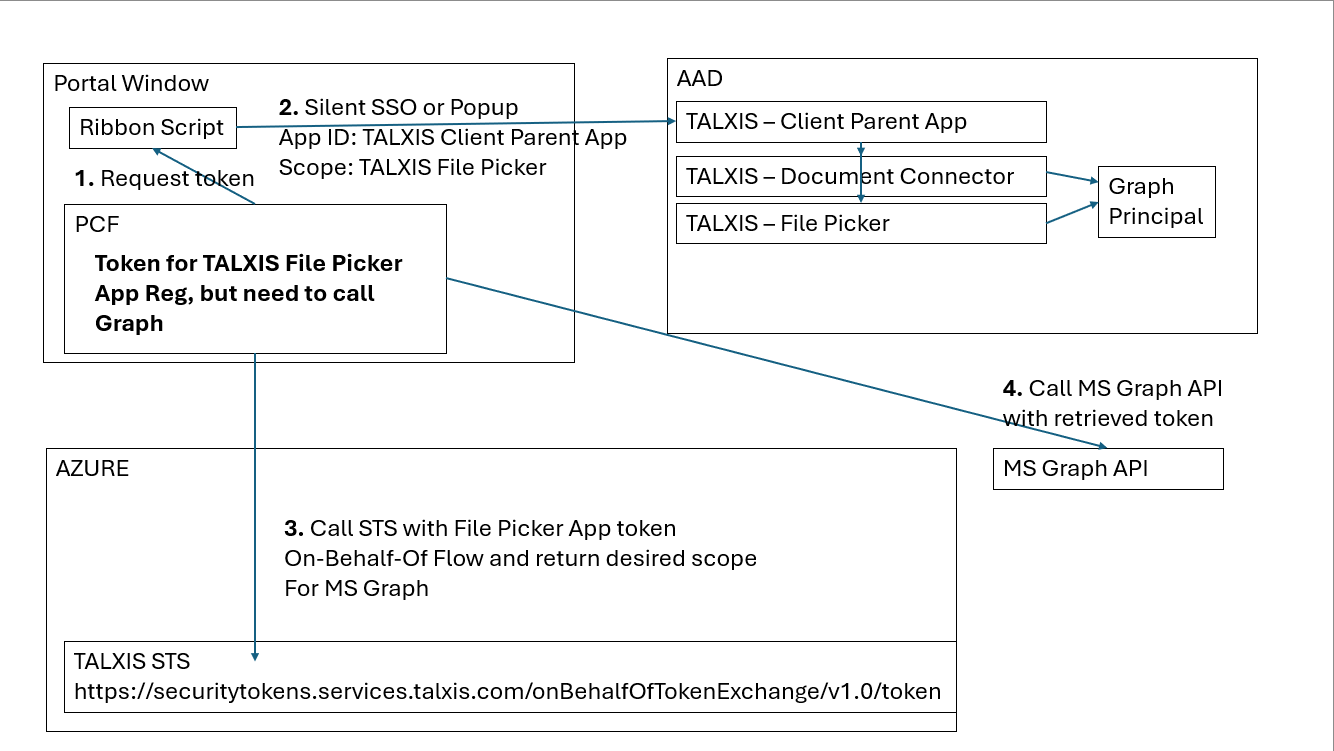 Portal Window
Ribbon Script
2. Silent SSO or Popup
App ID: TALXIS Client Parent App
Scope: TALXIS File Picker
1. Request token
PCF
Token for TALXIS File Picker
App Reg, but need to call
Graph
AAD
TALXIS – Client Parent App
TALXIS – Document Connector
TALXIS – File Picker
Graph
Principal
4. Call MS Graph API
with retrieved token
MS Graph API
AZURE
3. Call STS with File Picker App token
On-Behalf-Of Flow and return desired scope
For MS Graph
TALXIS STS
https://securitytokens.services.talxis.com/onBehalfOfTokenExchange/v1.0/token